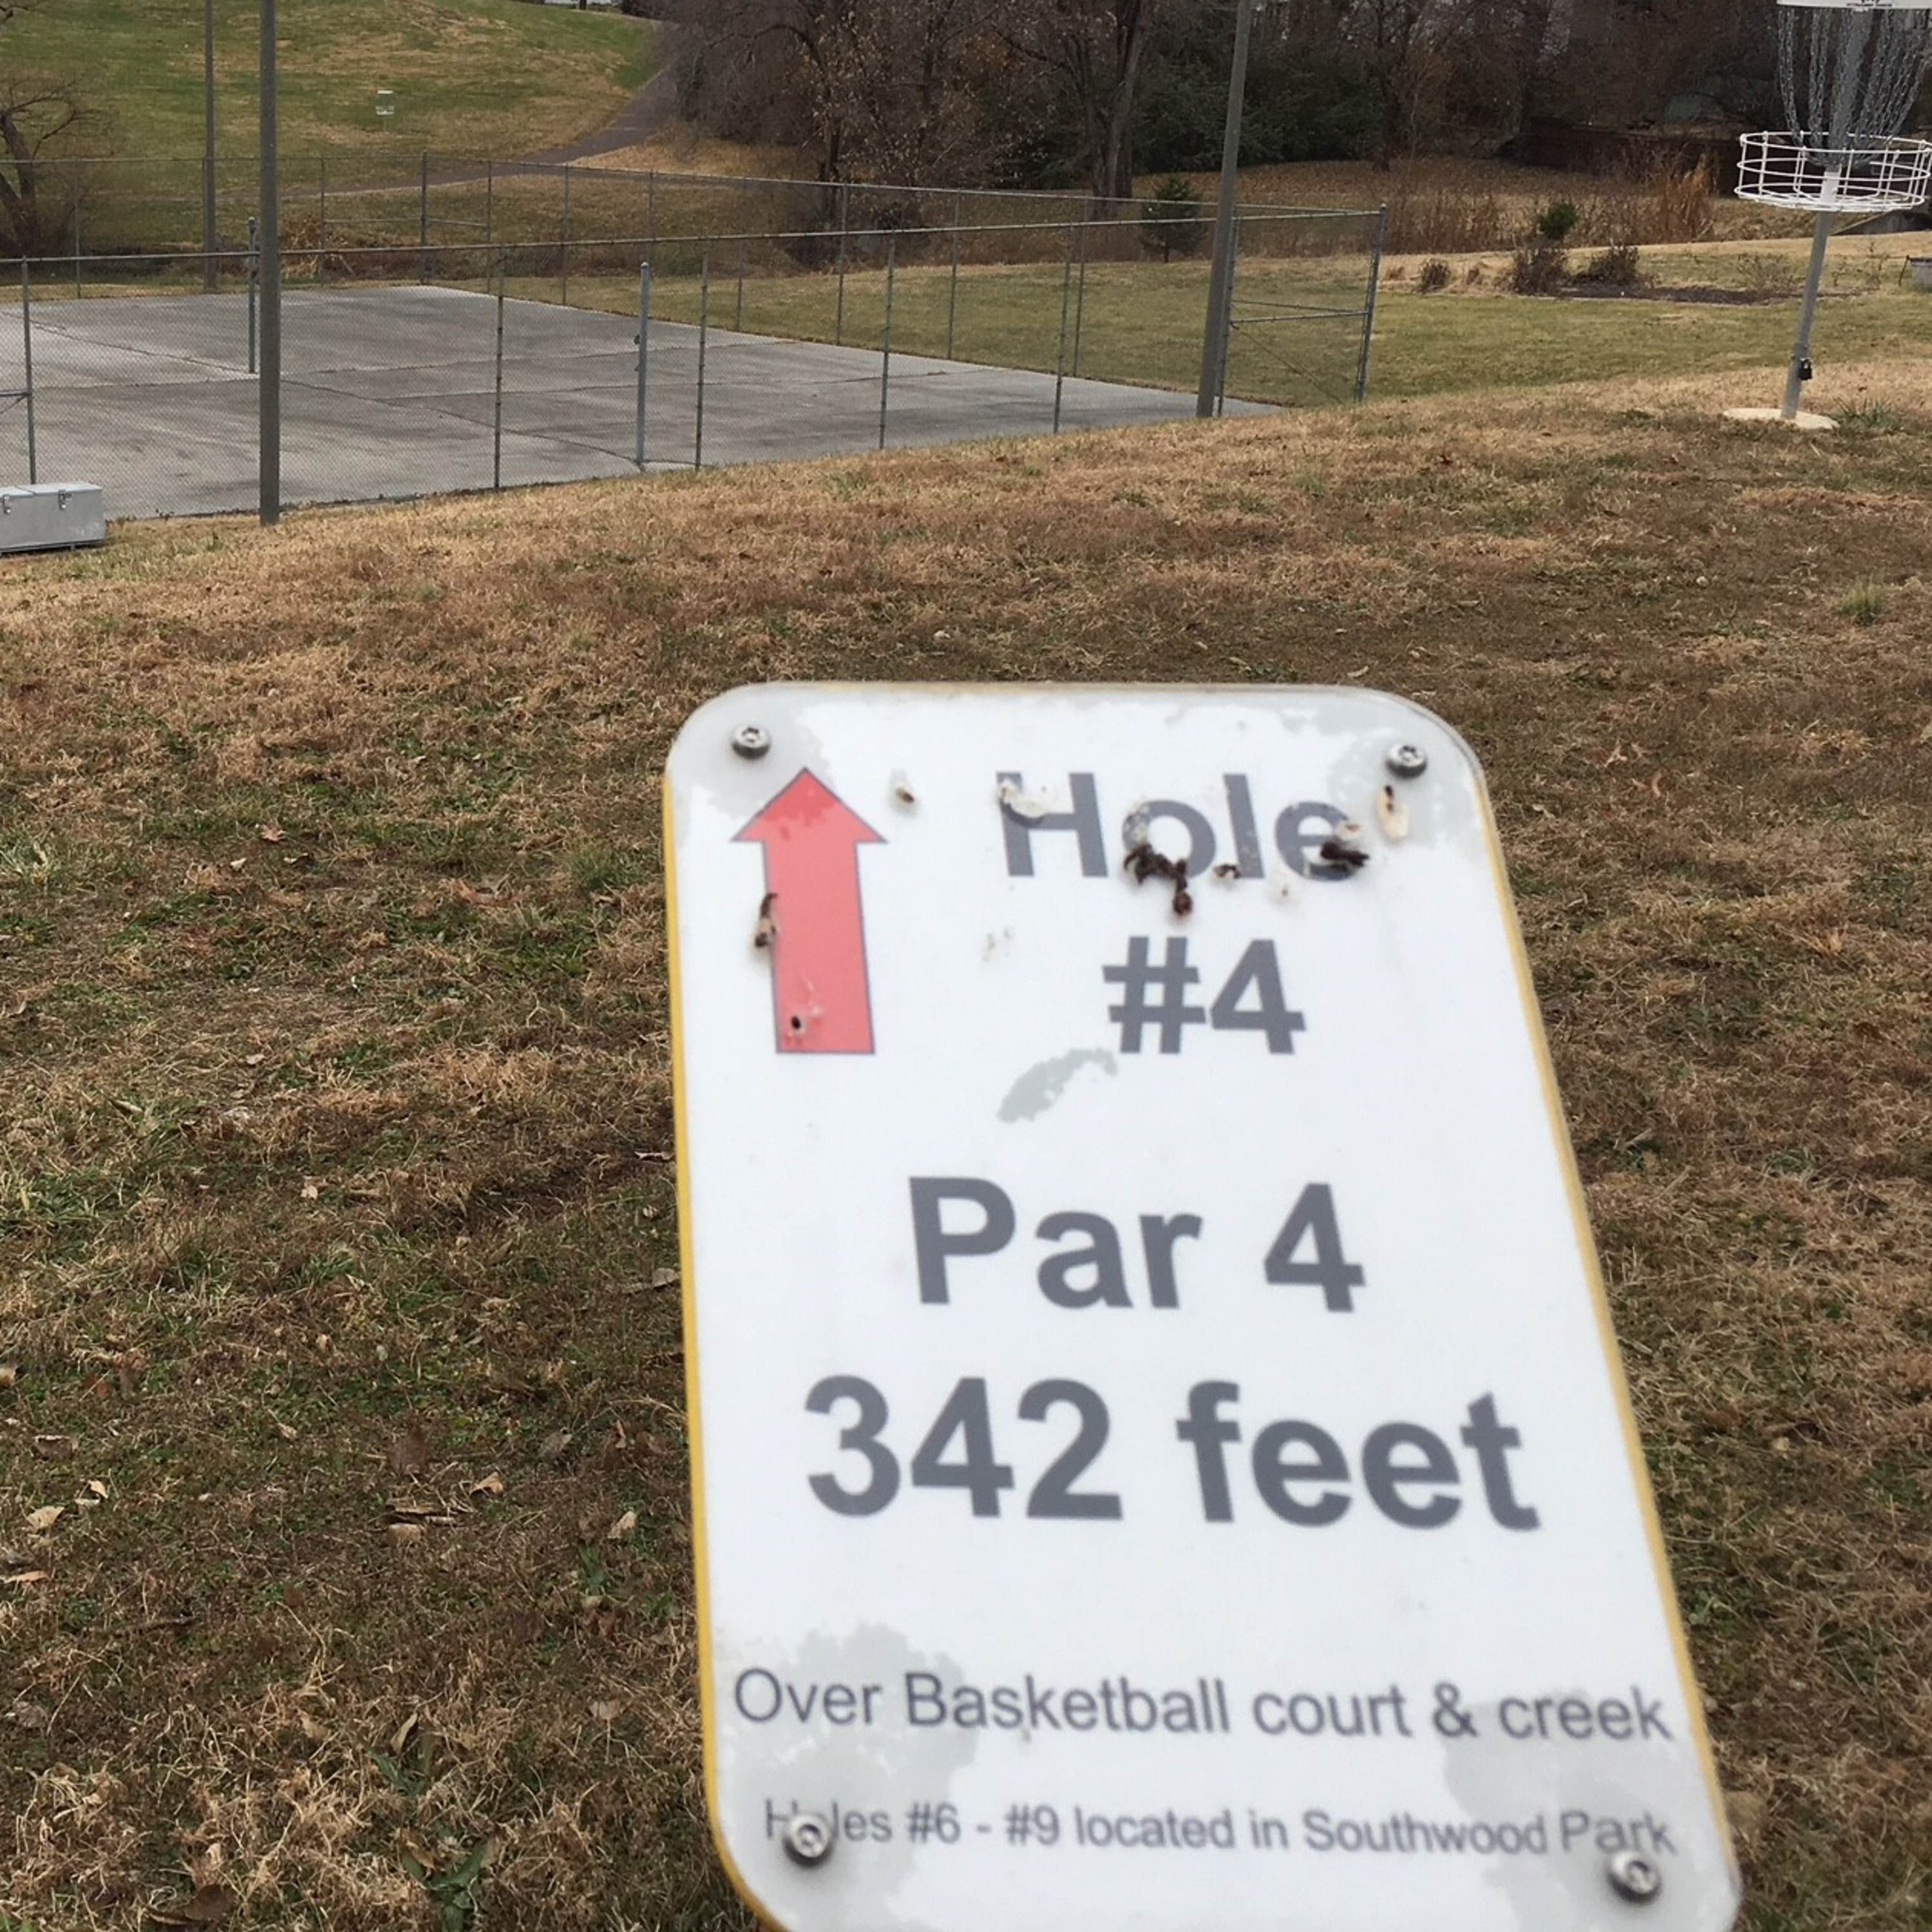 Hole
#4
Par 4
342 feet
Over Basketball court & creek
Holes #6 - #9 located in Southwood Park